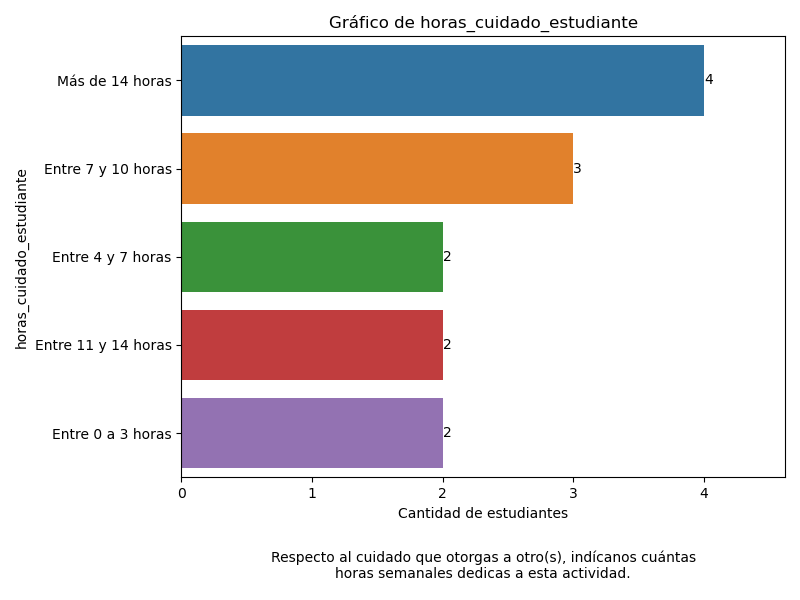 Gráfico de horas_cuidado_estudiante
horas_cuidado_estudiante
Más de 14 horas
4
Entre 7 y 10 horas
3
Entre 4 y 7 horas
2
Entre 11 y 14 horas
2
Entre 0 a 3 horas
2
0 1 2 3 4
Cantidad de estudiantes
Respecto al cuidado que otorgas a otro(s), indícanos cuántas
horas semanales dedicas a esta actividad.